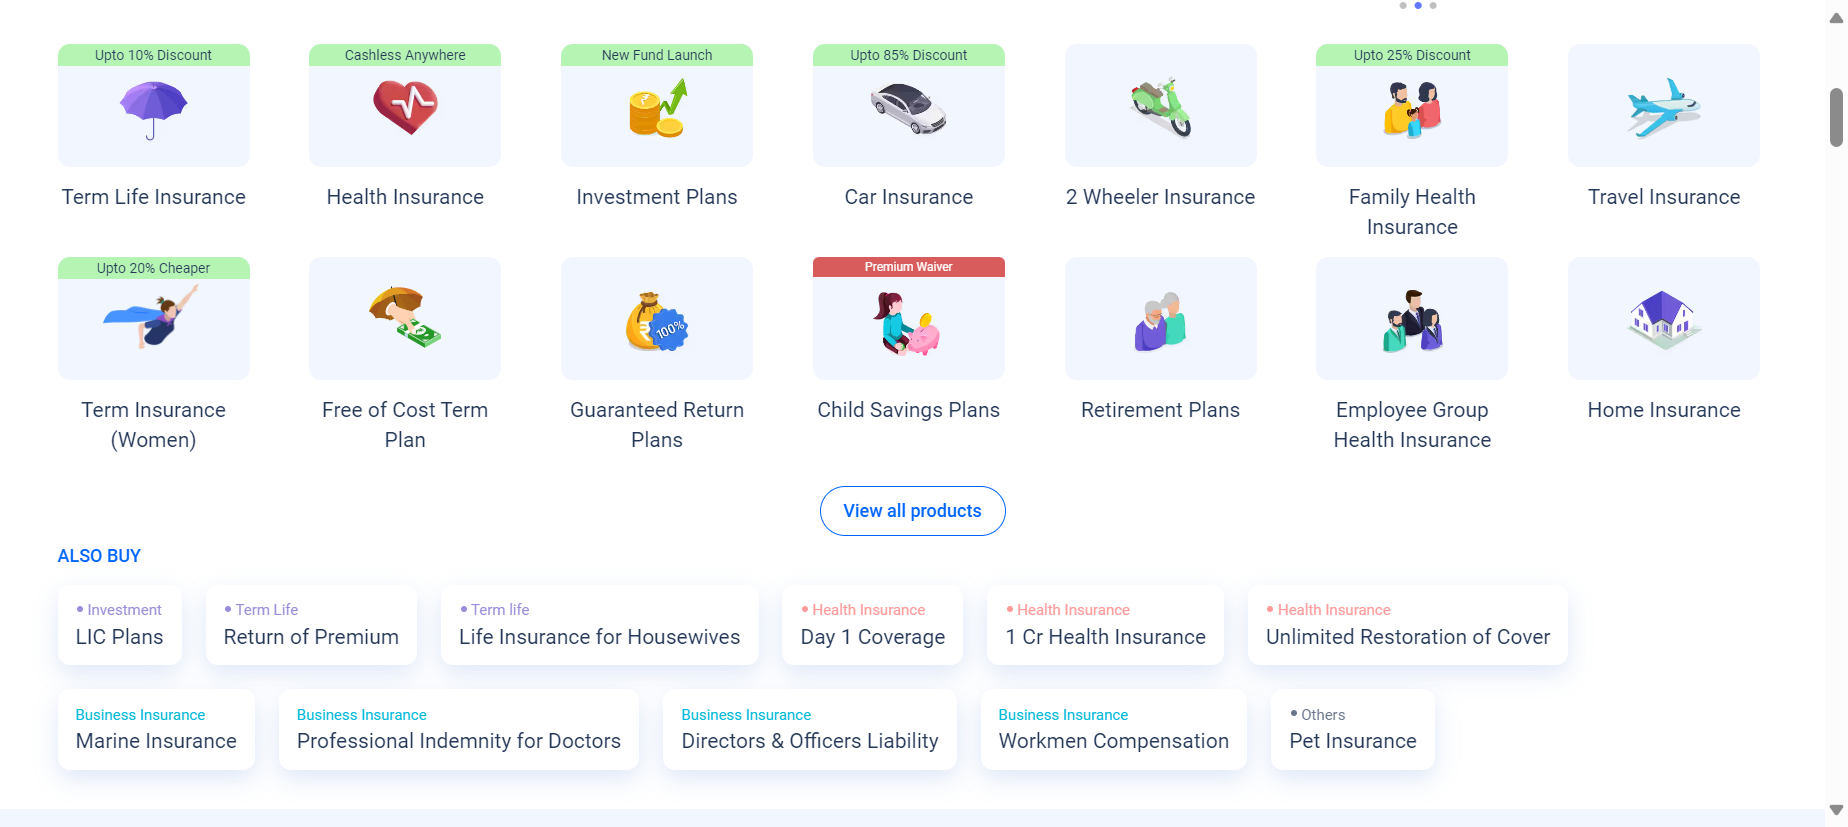 Upto 10% Discount
Cashless Anywhere
New Fund Launch
Upto 85% Discount
Upto 25% Discount
Term Life Insurance
Health Insurance
Investment Plans
Car Insurance
2 Wheeler Insurance
Family Health
Insurance
Travel Insurance
Upto 20% Cheaper
Premium Waiver
100%
Term Insurance
(Women)
Free of Cost Term
Plan
Guaranteed Return
Plans
Child Savings Plans
Retirement Plans
Employee Group
Health Insurance
Home Insurance
View all products
ALSO BUY
• Investment
LIC Plans
• Term Life
Return of Premium
• Term life
Life Insurance for Housewives
• Health Insurance
Day 1 Coverage
• Health Insurance
1 Cr Health Insurance
• Health Insurance
Unlimited Restoration of Cover
Business Insurance
Marine Insurance
Business Insurance
Professional Indemnity for Doctors
Business Insurance
Directors & Officers Liability
Business Insurance
Workmen Compensation
• Others
Pet Insurance